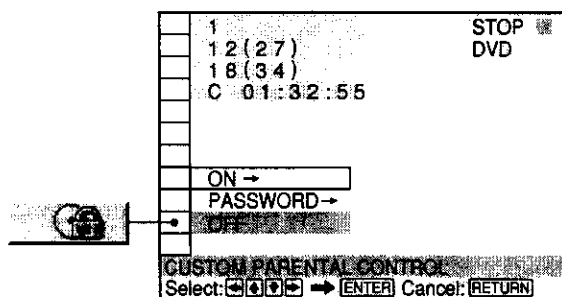 1 STOP
12(27) DVD
18(34)
C 01:32:55
ON →
PASSWORD→
OFF
CUSTOM PARENTAL CONTROL
Select: ←↑↓→ ➡ ENTER Cancel: RETURN